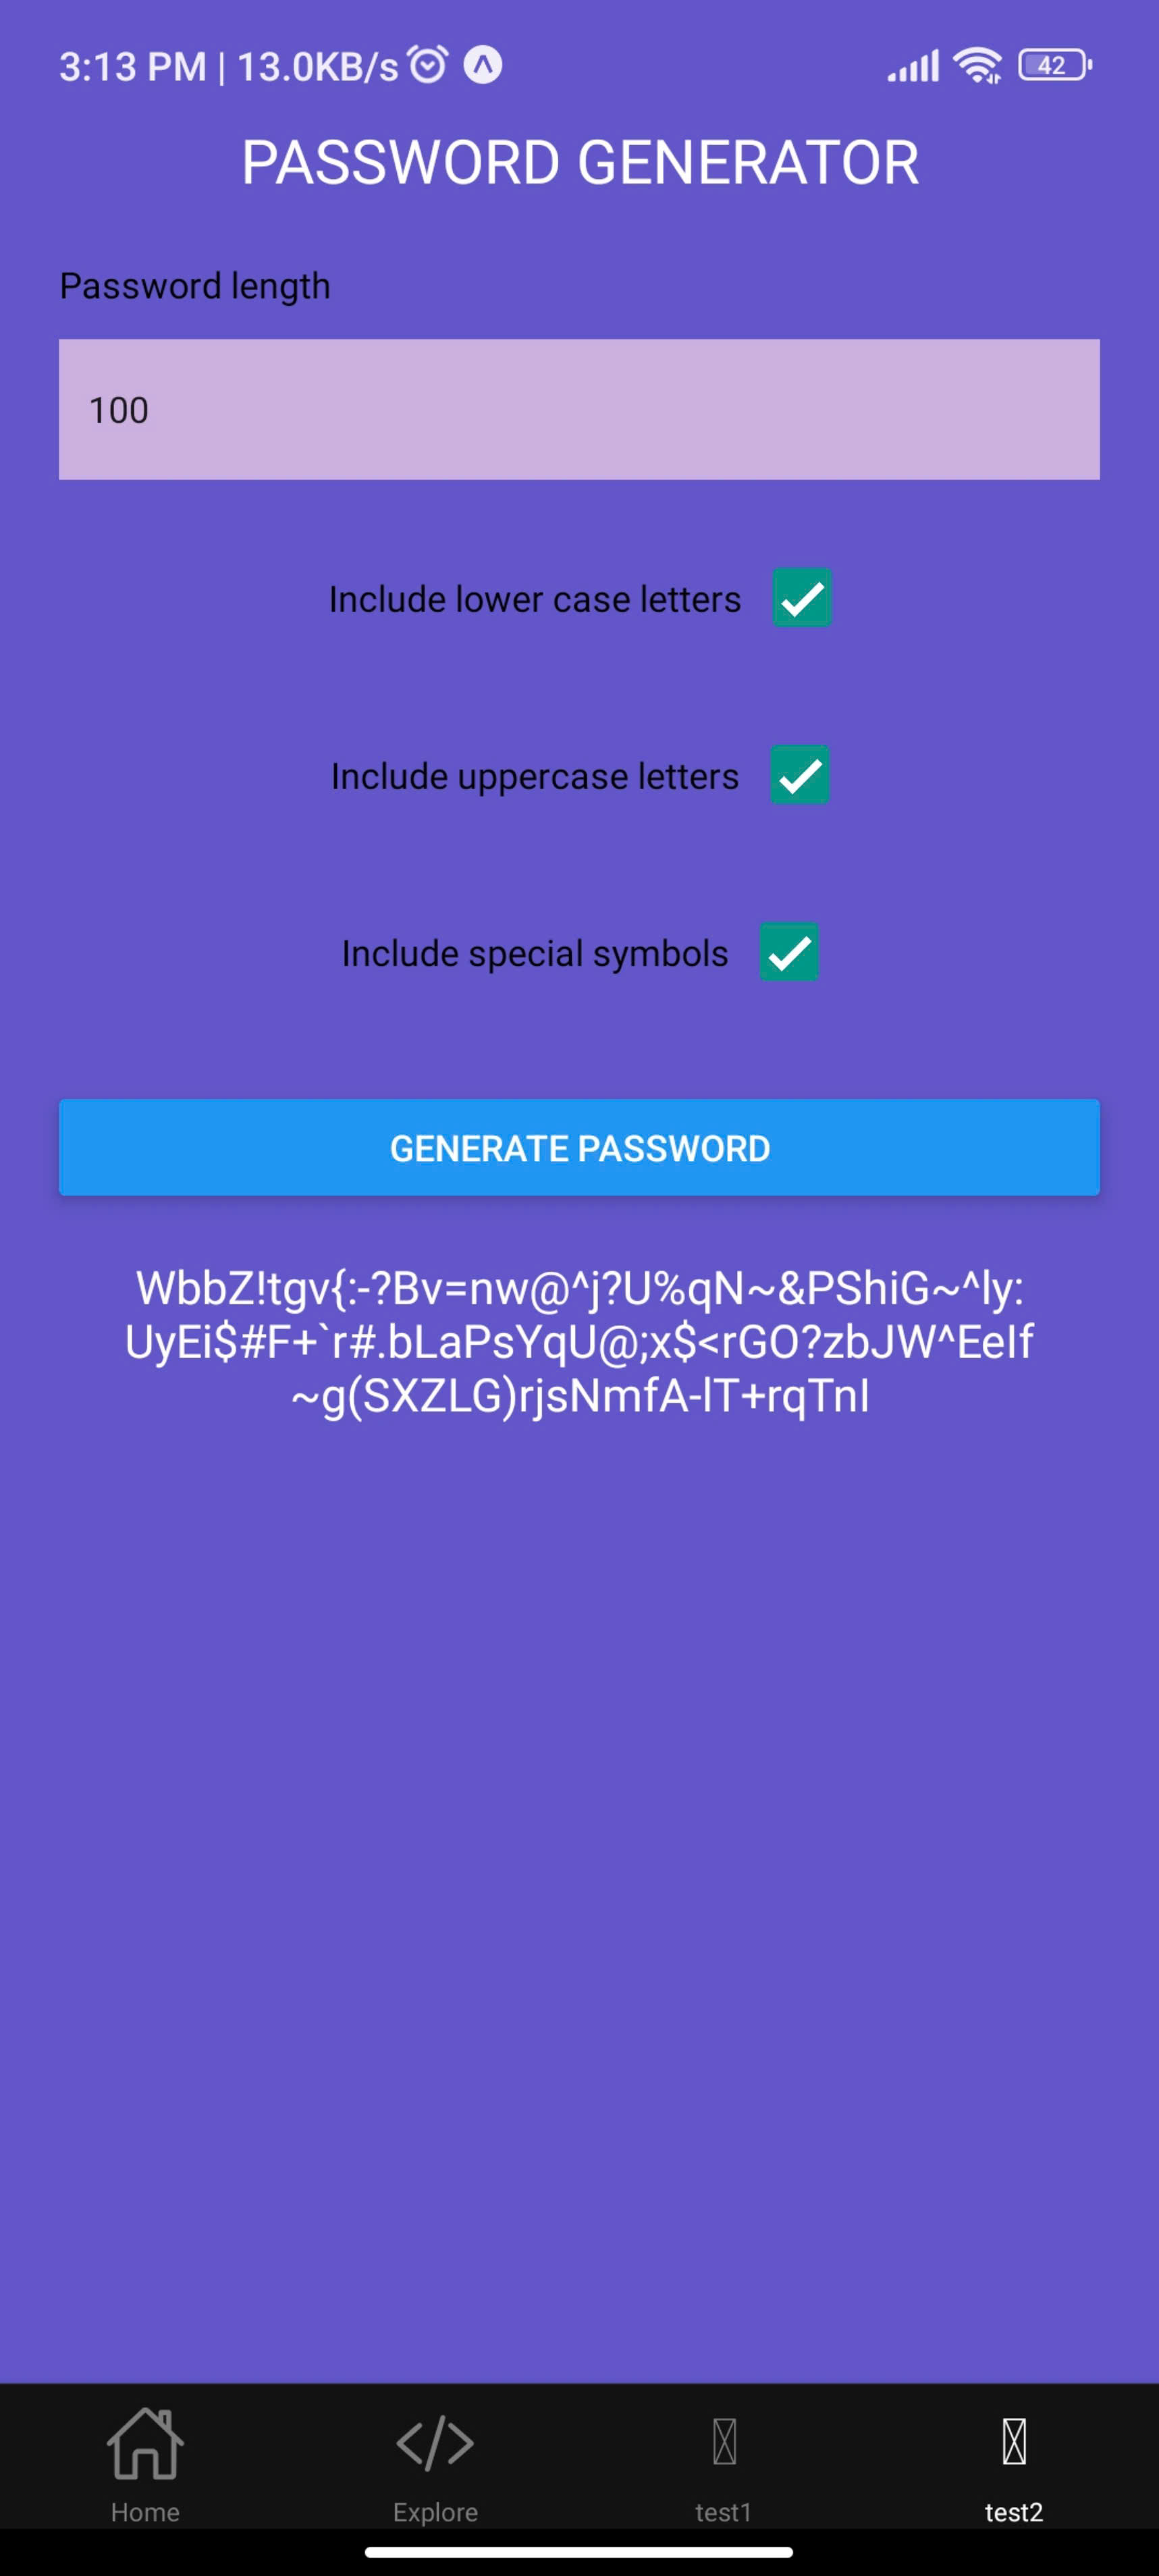 3:13 PM | 13.0KB/s
42
PASSWORD GENERATOR
Password length
100
Include lower case letters
Include uppercase letters
Include special symbols
GENERATE PASSWORD
WbbZ!tgv{:-?Bv=nw@^j?U%qN~&PShiG~^ly:
UyEi$#F+`r#.bLaPsYqU@;x$<rGO?zbJW^EeIf
~g(SXZLG)rjsNmfA-lT+rqTnI
Home
Explore
test1
test2